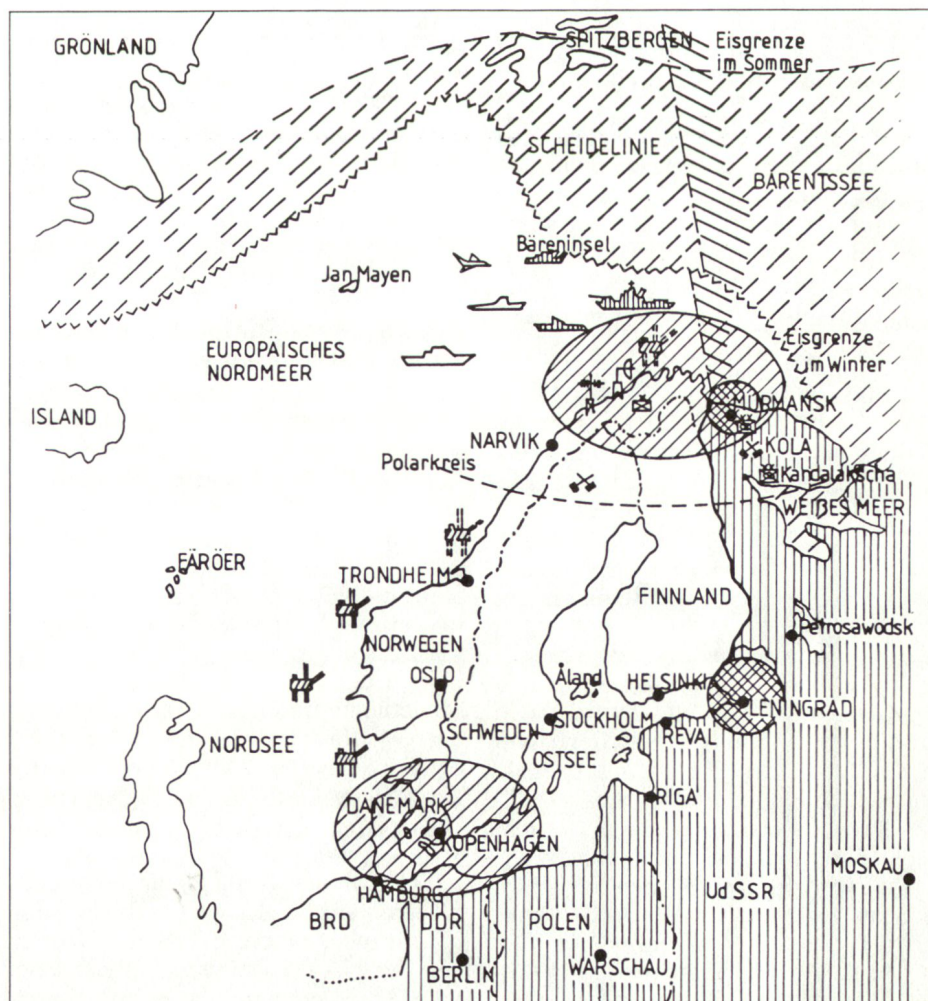 GRÖNLAND
SPITZBERGEN
Eisgrenze
im Sommer
SCHEIDELINIE
BARENTSSEE
Bäreninsel
Jan Mayen
EUROPÄISCHES
NORDMEER
Eisgrenze
im Winter
ISLAND
MURMANSK
NARVIK
KOLA
Polarkreis
Kandalakscha
WEIßES MEER
FÄRÖER
TRONDHEIM
FINNLAND
NORWEGEN
Petrosawodsk
OSLO
Åland
HELSINKI
LENINGRAD
STOCKHOLM
REVAL
SCHWEDEN
NORDSEE
OSTSEE
DÄNEMARK
RIGA
KOPENHAGEN
MOSKAU
HAMBURG
UdSSR
BRD
DDR
POLEN
BERLIN
WARSCHAU